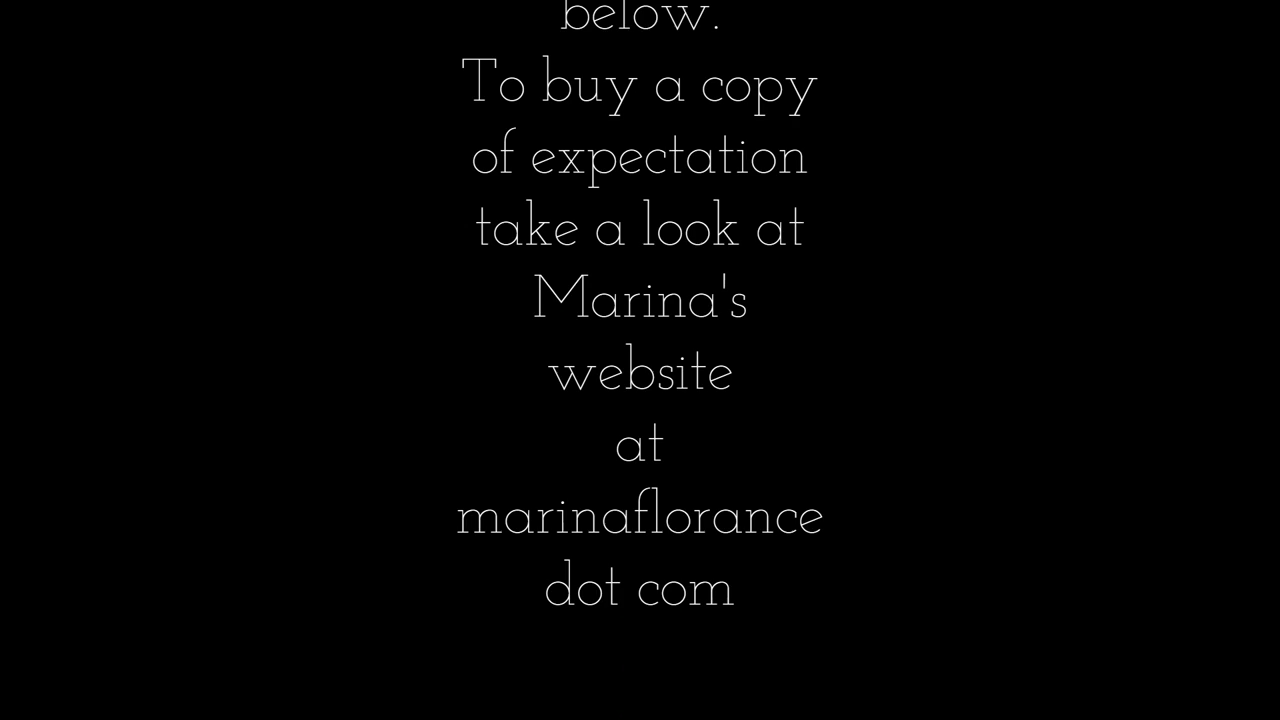 below.
To buy a copy
of expectation
take a look at
Marina's
website
at
marinaflorance
dot com